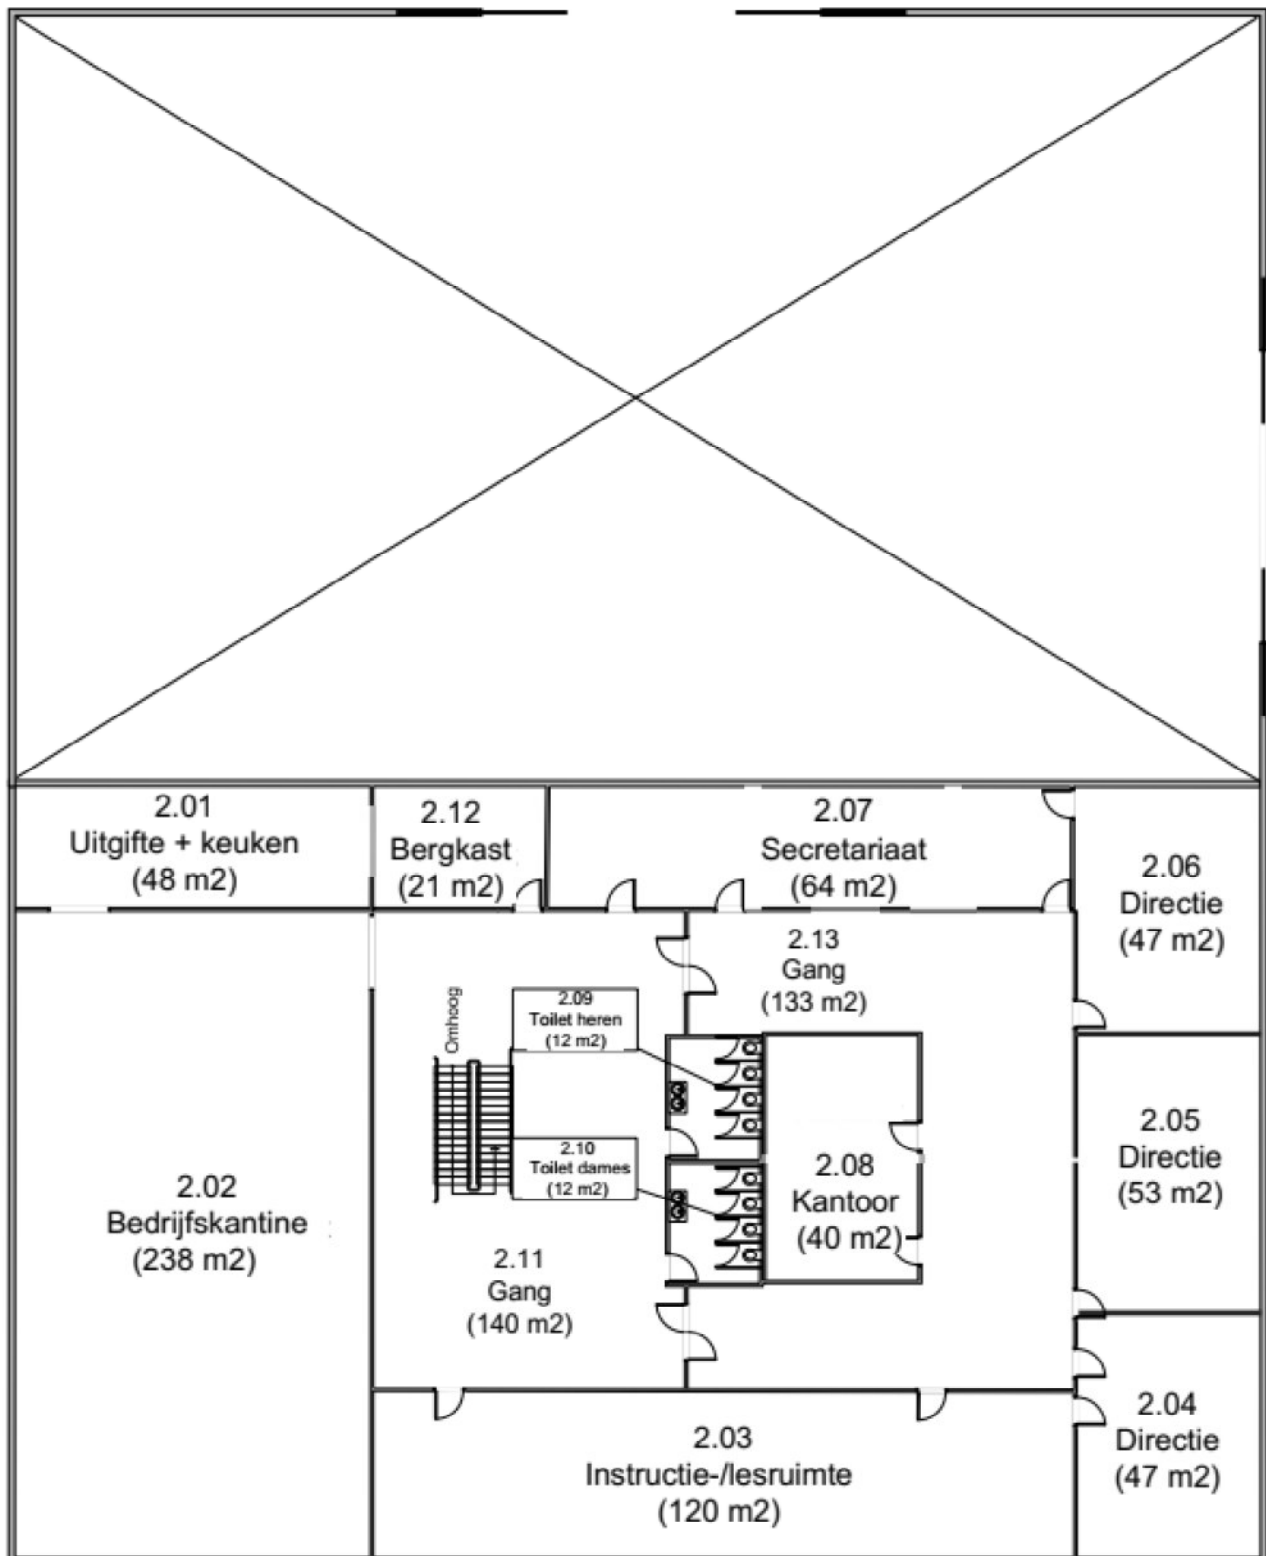 2.01
Uitgifte + keuken
(48 m2)
2.12
Bergkast
(21 m2)
2.07
Secretariaat
(64 m2)
2.06
Directie
(47 m2)
2.13
Gang
(133 m2)
Omhoog
2.09
Toilet heren
(12 m2)
2.05
Directie
(53 m2)
2.10
Toilet dames
(12 m2)
2.08
Kantoor
(40 m2)
2.02
Bedrijfskantine
(238 m2)
2.11
Gang
(140 m2)
2.04
Directie
(47 m2)
2.03
Instructie-/lesruimte
(120 m2)